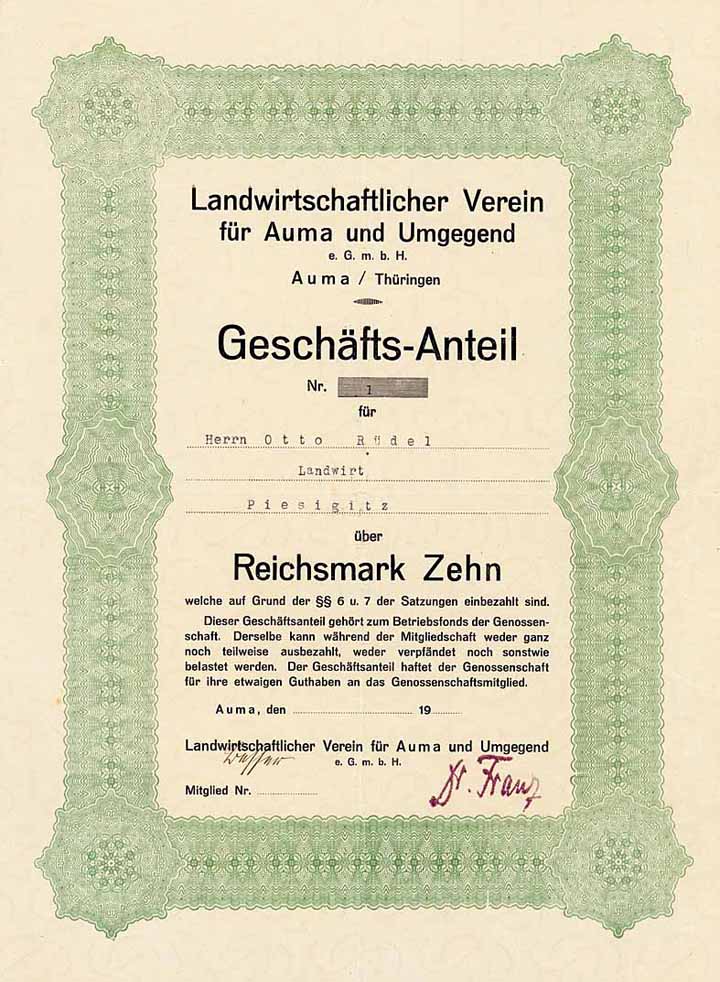 Landwirtschaftlicher Verein
für Auma und Umgegend
e. G. m. b. H.
Auma / Thüringen
Geschäfts-Anteil
Nr. 1
für
Herrn Otto Rüdel
Landwirt
Piesigitz
über
Reichsmark Zehn
welche auf Grund der §§ 6 u. 7 der Satzungen einbezahlt sind.
Dieser Geschäftsanteil gehört zum Betriebsfonds der Genossen-
schaft. Derselbe kann während der Mitgliedschaft weder ganz
noch teilweise ausbezahlt, weder verpfändet noch sonstwie
belastet werden. Der Geschäftsanteil haftet der Genossenschaft
für ihre etwaigen Guthaben an das Genossenschaftsmitglied.
Auma, den 19
Landwirtschaftlicher Verein für Auma und Umgegend
e. G. m. b. H.
Dr. Franz
Mitglied Nr.